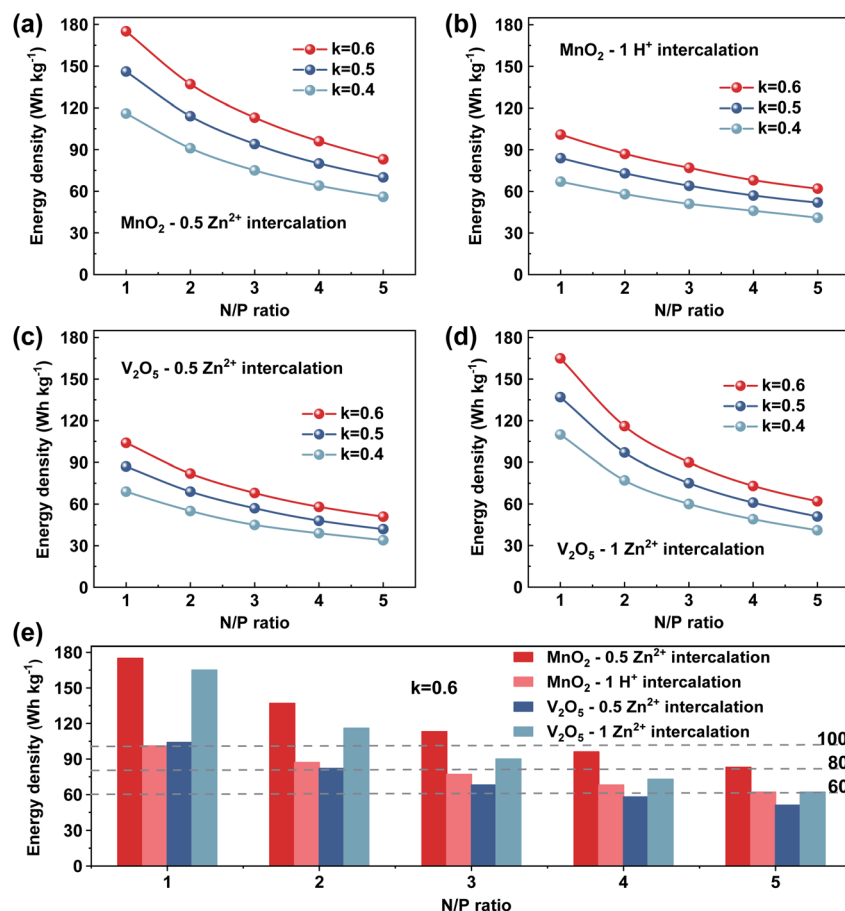 (a)
180
150
120
90
60
30
0
Energy density (Wh kg⁻¹)
k=0.6
k=0.5
k=0.4
MnO₂ - 0.5 Zn²⁺ intercalation
1 2 3 4 5
N/P ratio
(b)
180
150
120
90
60
30
0
Energy density (Wh kg⁻¹)
MnO₂ - 1 H⁺ intercalation
k=0.6
k=0.5
k=0.4
1 2 3 4 5
N/P ratio
(c)
180
150
120
90
60
30
0
Energy density (Wh kg⁻¹)
V₂O₅ - 0.5 Zn²⁺ intercalation
k=0.6
k=0.5
k=0.4
1 2 3 4 5
N/P ratio
(d)
180
150
120
90
60
30
0
Energy density (Wh kg⁻¹)
k=0.6
k=0.5
k=0.4
V₂O₅ - 1 Zn²⁺ intercalation
1 2 3 4 5
N/P ratio
(e)
180
150
120
90
60
30
0
Energy density (Wh kg⁻¹)
k=0.6
MnO₂ - 0.5 Zn²⁺ intercalation
MnO₂ - 1 H⁺ intercalation
V₂O₅ - 0.5 Zn²⁺ intercalation
V₂O₅ - 1 Zn²⁺ intercalation
100
80
60
1 2 3 4 5
N/P ratio